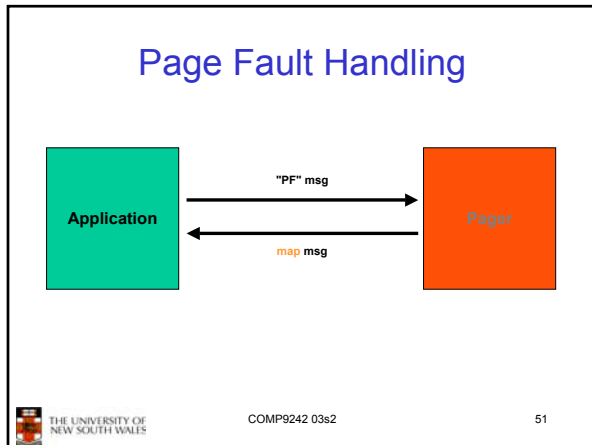 Page Fault Handling
"PF" msg
Application
Pager
map msg
THE UNIVERSITY OF
NEW SOUTH WALES
COMP9242 03s2
51